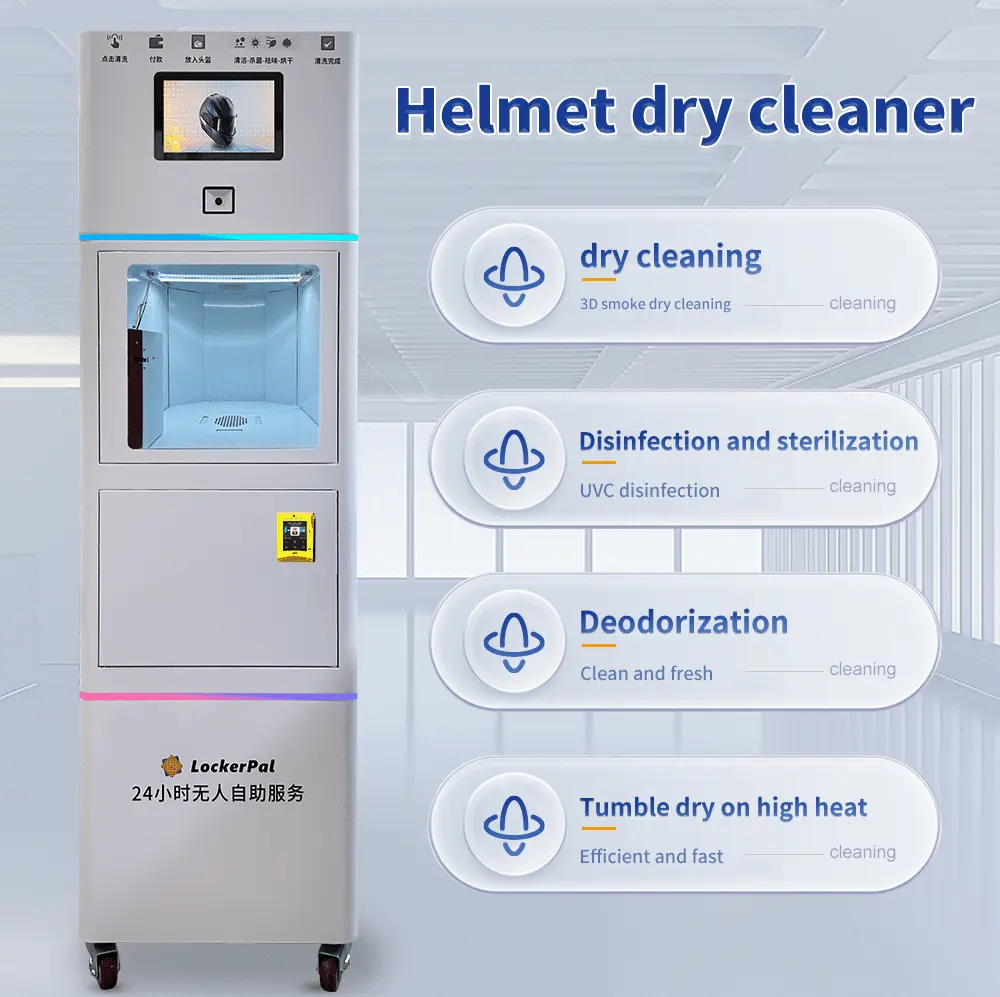 点击清洗
付款
放入头盔
清洁-杀菌-祛味-烘干
清洗完成
Helmet dry cleaner
dry cleaning
3D smoke dry cleaning
cleaning
Disinfection and sterilization
UVC disinfection
cleaning
Deodorization
Clean and fresh
cleaning
LockerPal
24小时无人自助服务
Tumble dry on high heat
Efficient and fast
cleaning